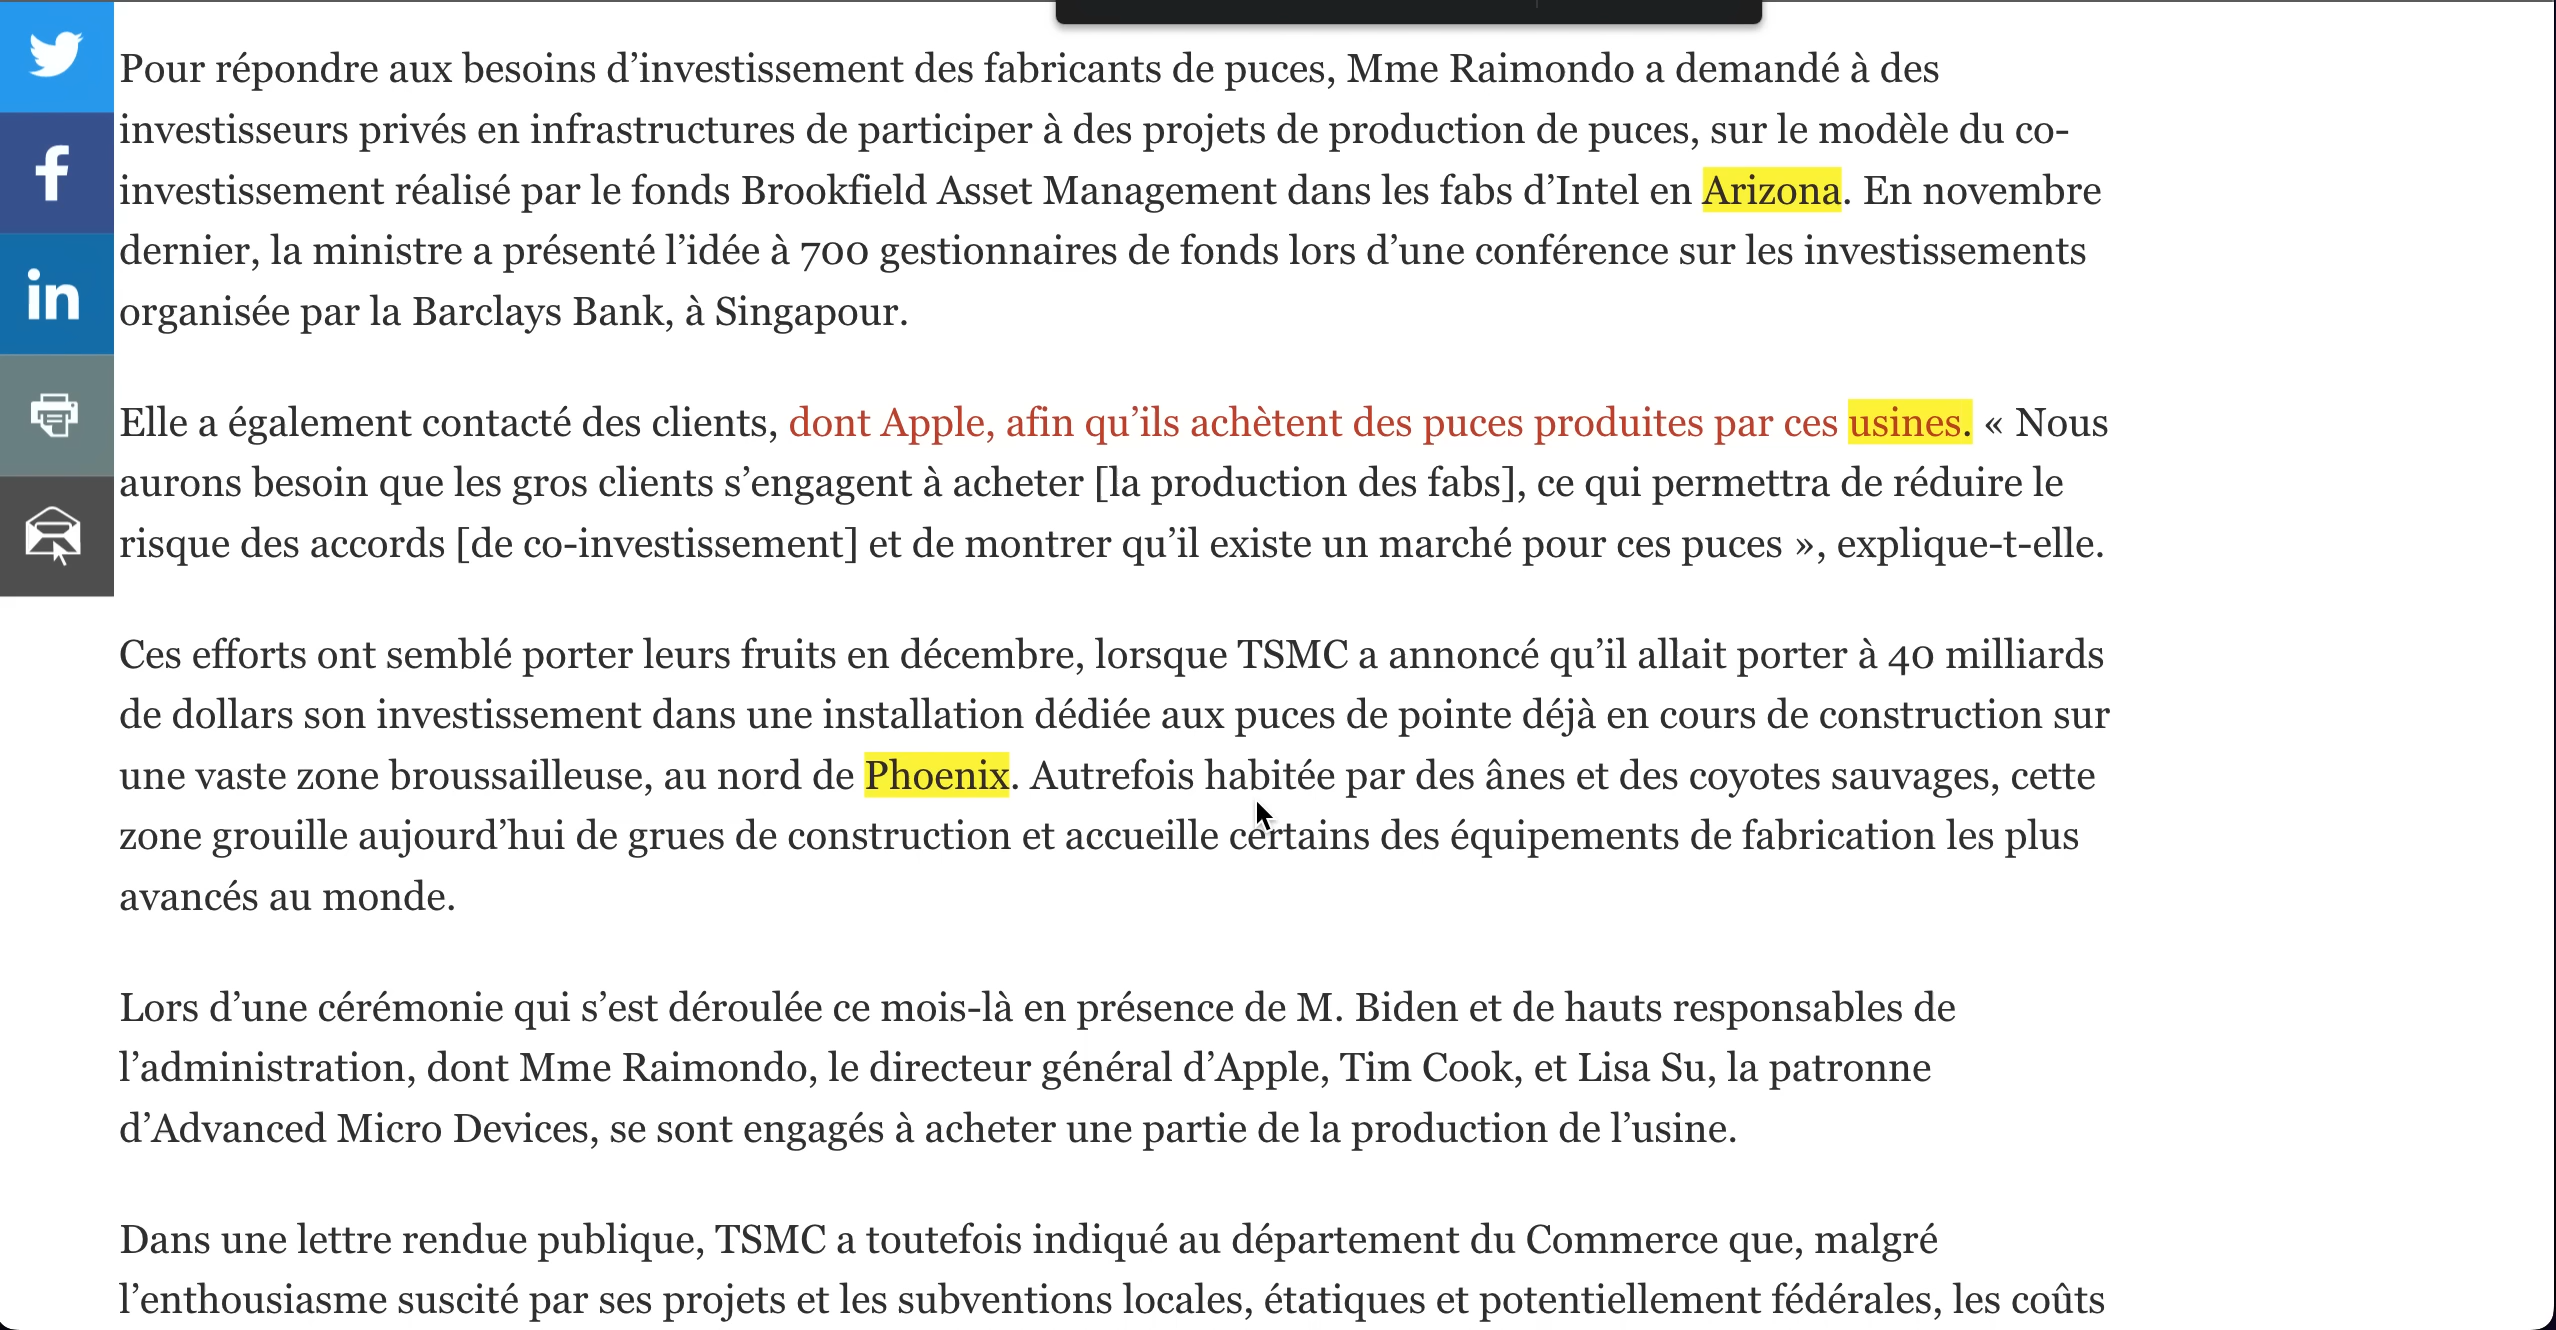 Pour répondre aux besoins d’investissement des fabricants de puces, Mme Raimondo a demandé à des
investisseurs privés en infrastructures de participer à des projets de production de puces, sur le modèle du co-
investissement réalisé par le fonds Brookfield Asset Management dans les fabs d’Intel en Arizona. En novembre
dernier, la ministre a présenté l’idée à 700 gestionnaires de fonds lors d’une conférence sur les investissements
organisée par la Barclays Bank, à Singapour.
Elle a également contacté des clients, dont Apple, afin qu’ils achètent des puces produites par ces usines. « Nous
aurons besoin que les gros clients s’engagent à acheter [la production des fabs], ce qui permettra de réduire le
risque des accords [de co-investissement] et de montrer qu’il existe un marché pour ces puces », explique-t-elle.
Ces efforts ont semblé porter leurs fruits en décembre, lorsque TSMC a annoncé qu’il allait porter à 40 milliards
de dollars son investissement dans une installation dédiée aux puces de pointe déjà en cours de construction sur
une vaste zone broussailleuse, au nord de Phoenix. Autrefois habitée par des ânes et des coyotes sauvages, cette
zone grouille aujourd’hui de grues de construction et accueille certains des équipements de fabrication les plus
avancés au monde.
Lors d’une cérémonie qui s’est déroulée ce mois-là en présence de M. Biden et de hauts responsables de
l’administration, dont Mme Raimondo, le directeur général d’Apple, Tim Cook, et Lisa Su, la patronne
d’Advanced Micro Devices, se sont engagés à acheter une partie de la production de l’usine.
Dans une lettre rendue publique, TSMC a toutefois indiqué au département du Commerce que, malgré
l’enthousiasme suscité par ses projets et les subventions locales, étatiques et potentiellement fédérales, les coûts